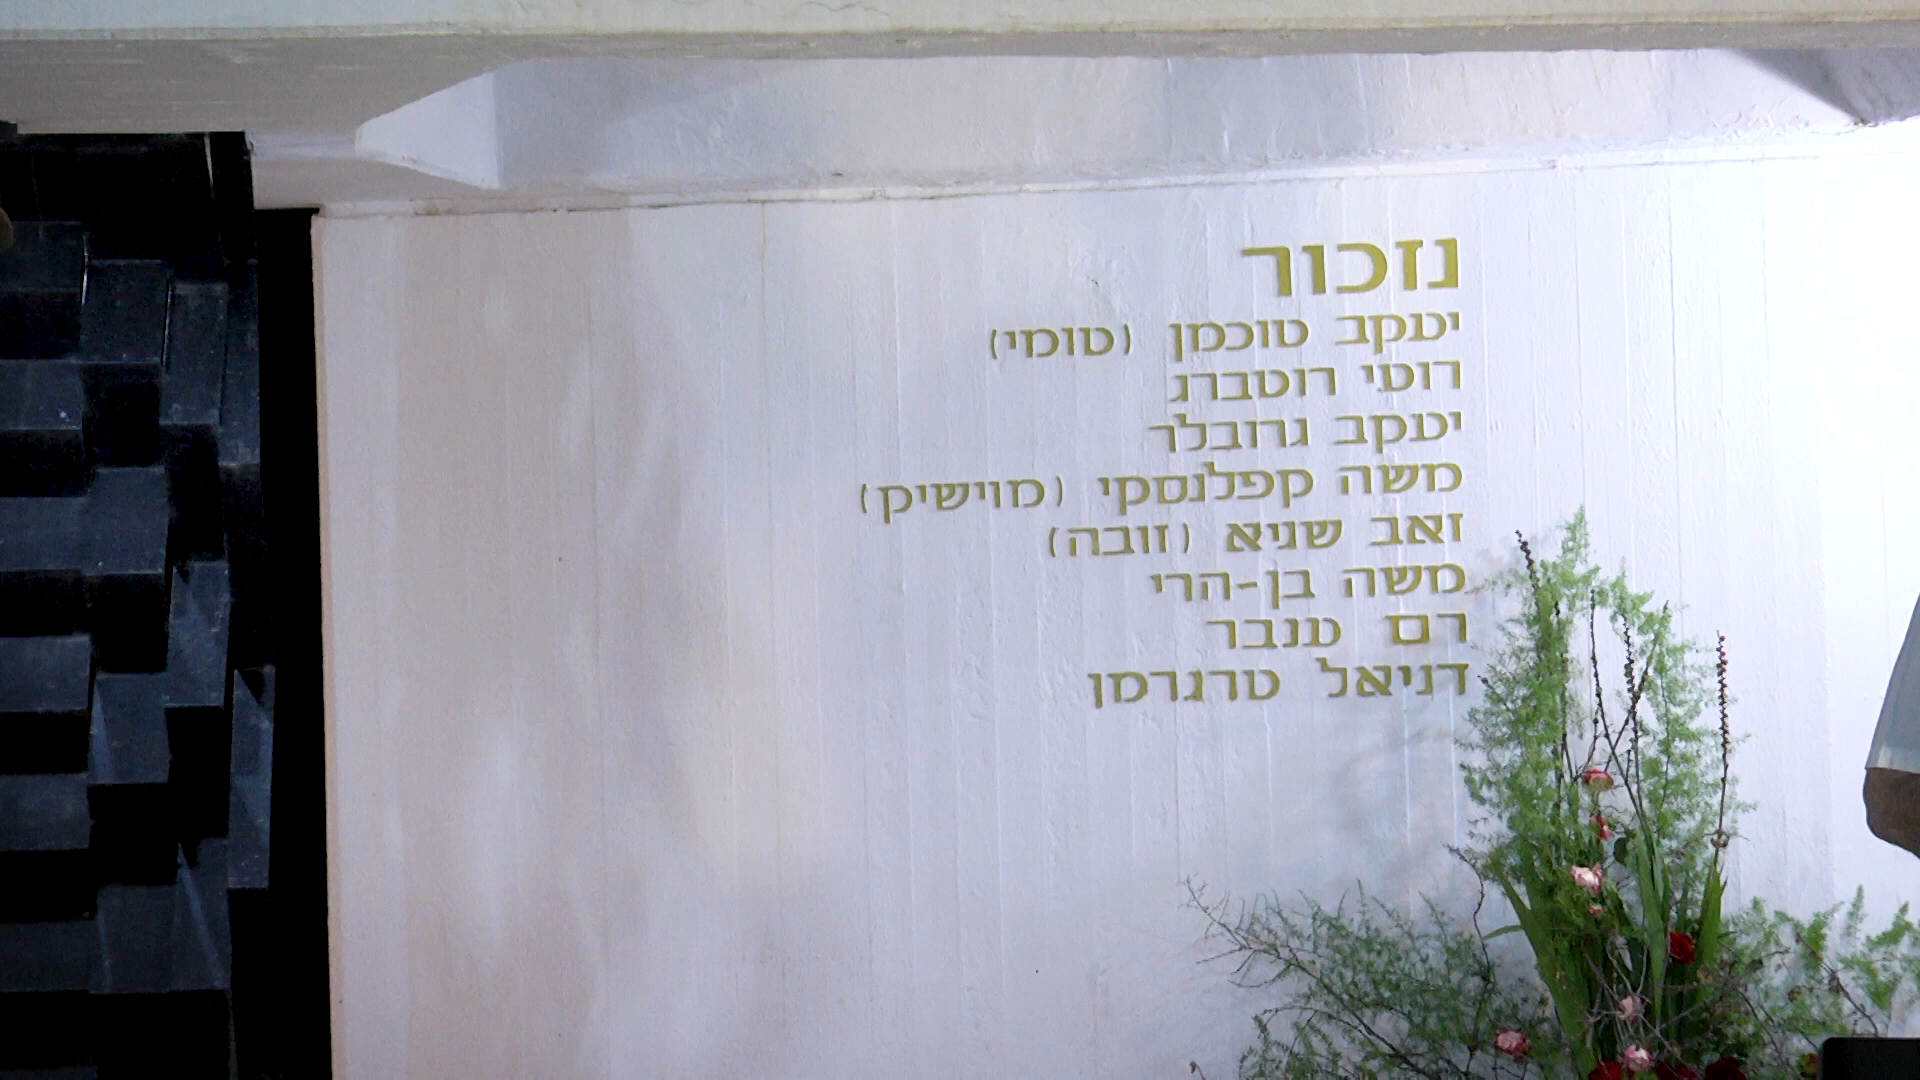 נזכור
יעקב טוכמן (טומי)
רותי רוטברג
יעקב גרובלר
משה קפלנסקי (מוישיק)
זאב שניא (זובה)
משה בן-הרי
רם ענבר
דניאל טרגרמן